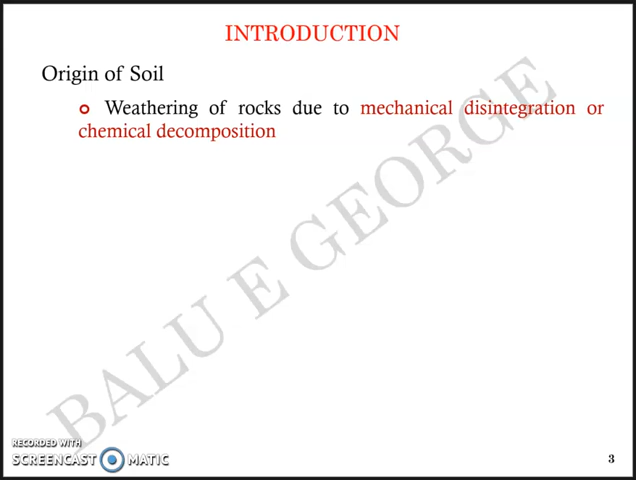 INTRODUCTION
Origin of Soil
Weathering of rocks due to mechanical disintegration or
chemical decomposition
BALU E GEORGE
RECORDED WITH
SCREENCAST MATIC
3